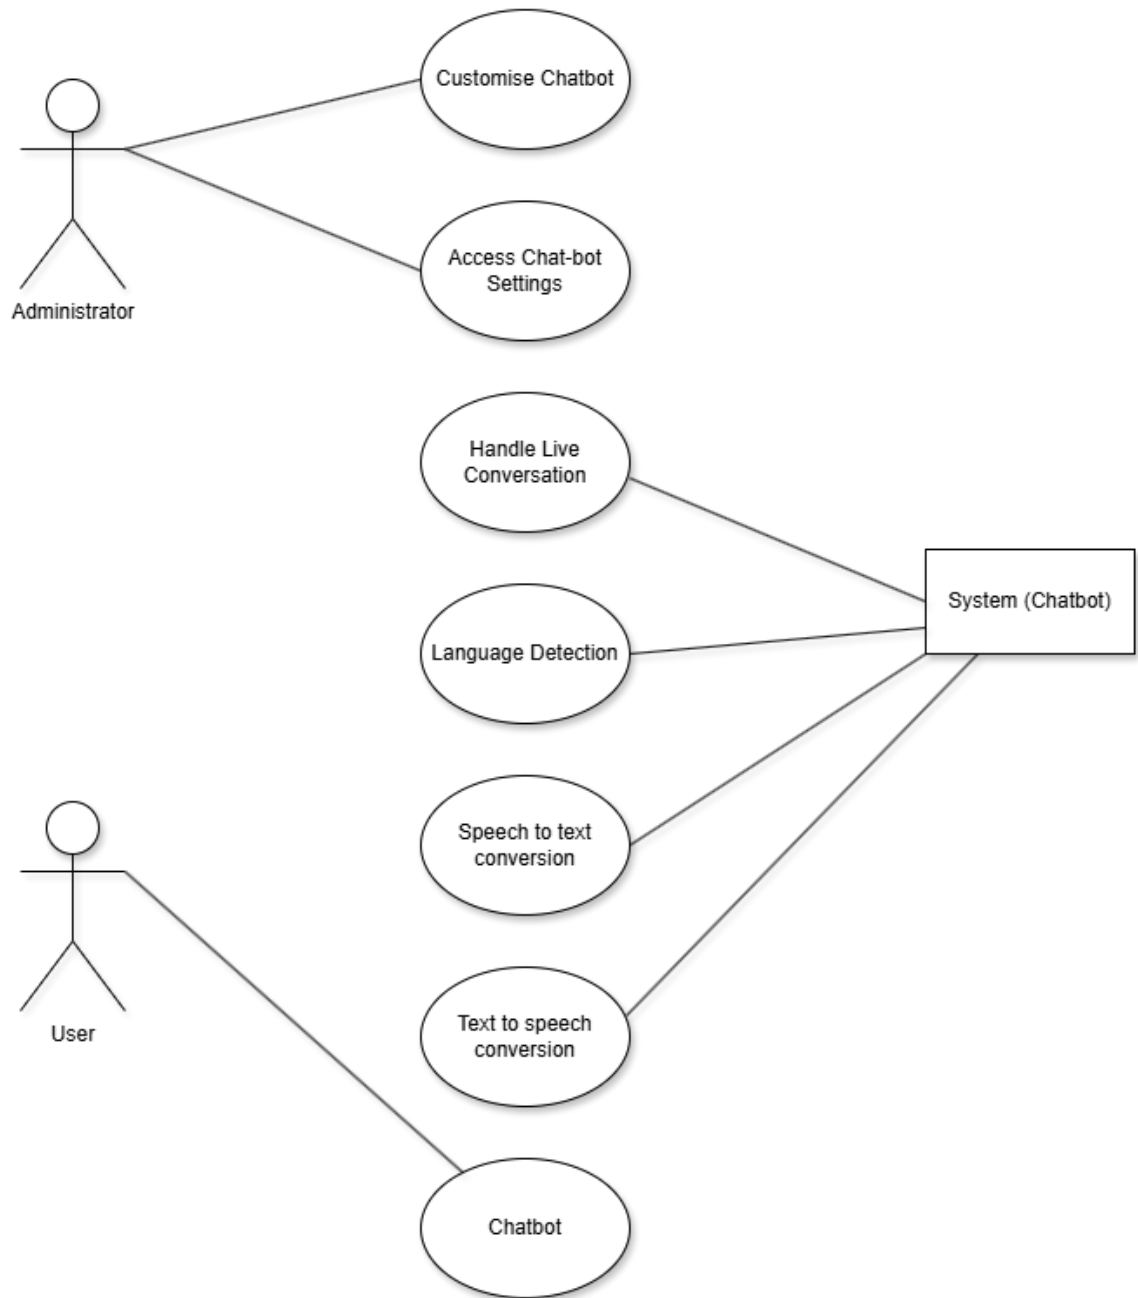 Customise Chatbot
Administrator
Access Chat-bot
Settings
Handle Live
Conversation
System (Chatbot)
Language Detection
Speech to text
conversion
User
Text to speech
conversion
Chatbot